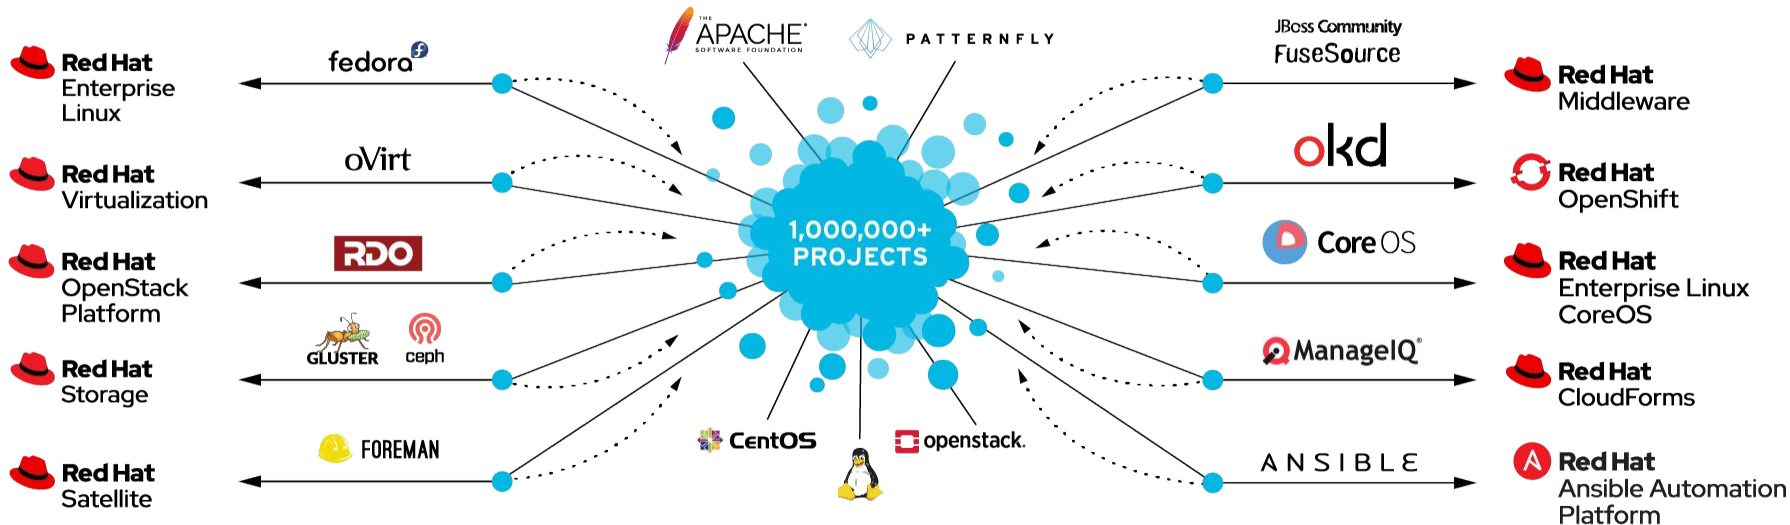 Red Hat
Enterprise
Linux
fedora
Red Hat
Virtualization
oVirt
Red Hat
OpenStack
Platform
RDO
Red Hat
Storage
GLUSTER
ceph
Red Hat
Satellite
FOREMAN
THE
APACHE®
SOFTWARE FOUNDATION
PATTERNFLY
1,000,000+
PROJECTS
CentOS
openstack.
JBoss Community
FuseSource
Red Hat
Middleware
okd
Red Hat
OpenShift
CoreOS
Red Hat
Enterprise Linux
CoreOS
ManageIQ®
Red Hat
CloudForms
ANSIBLE
Red Hat
Ansible Automation
Platform